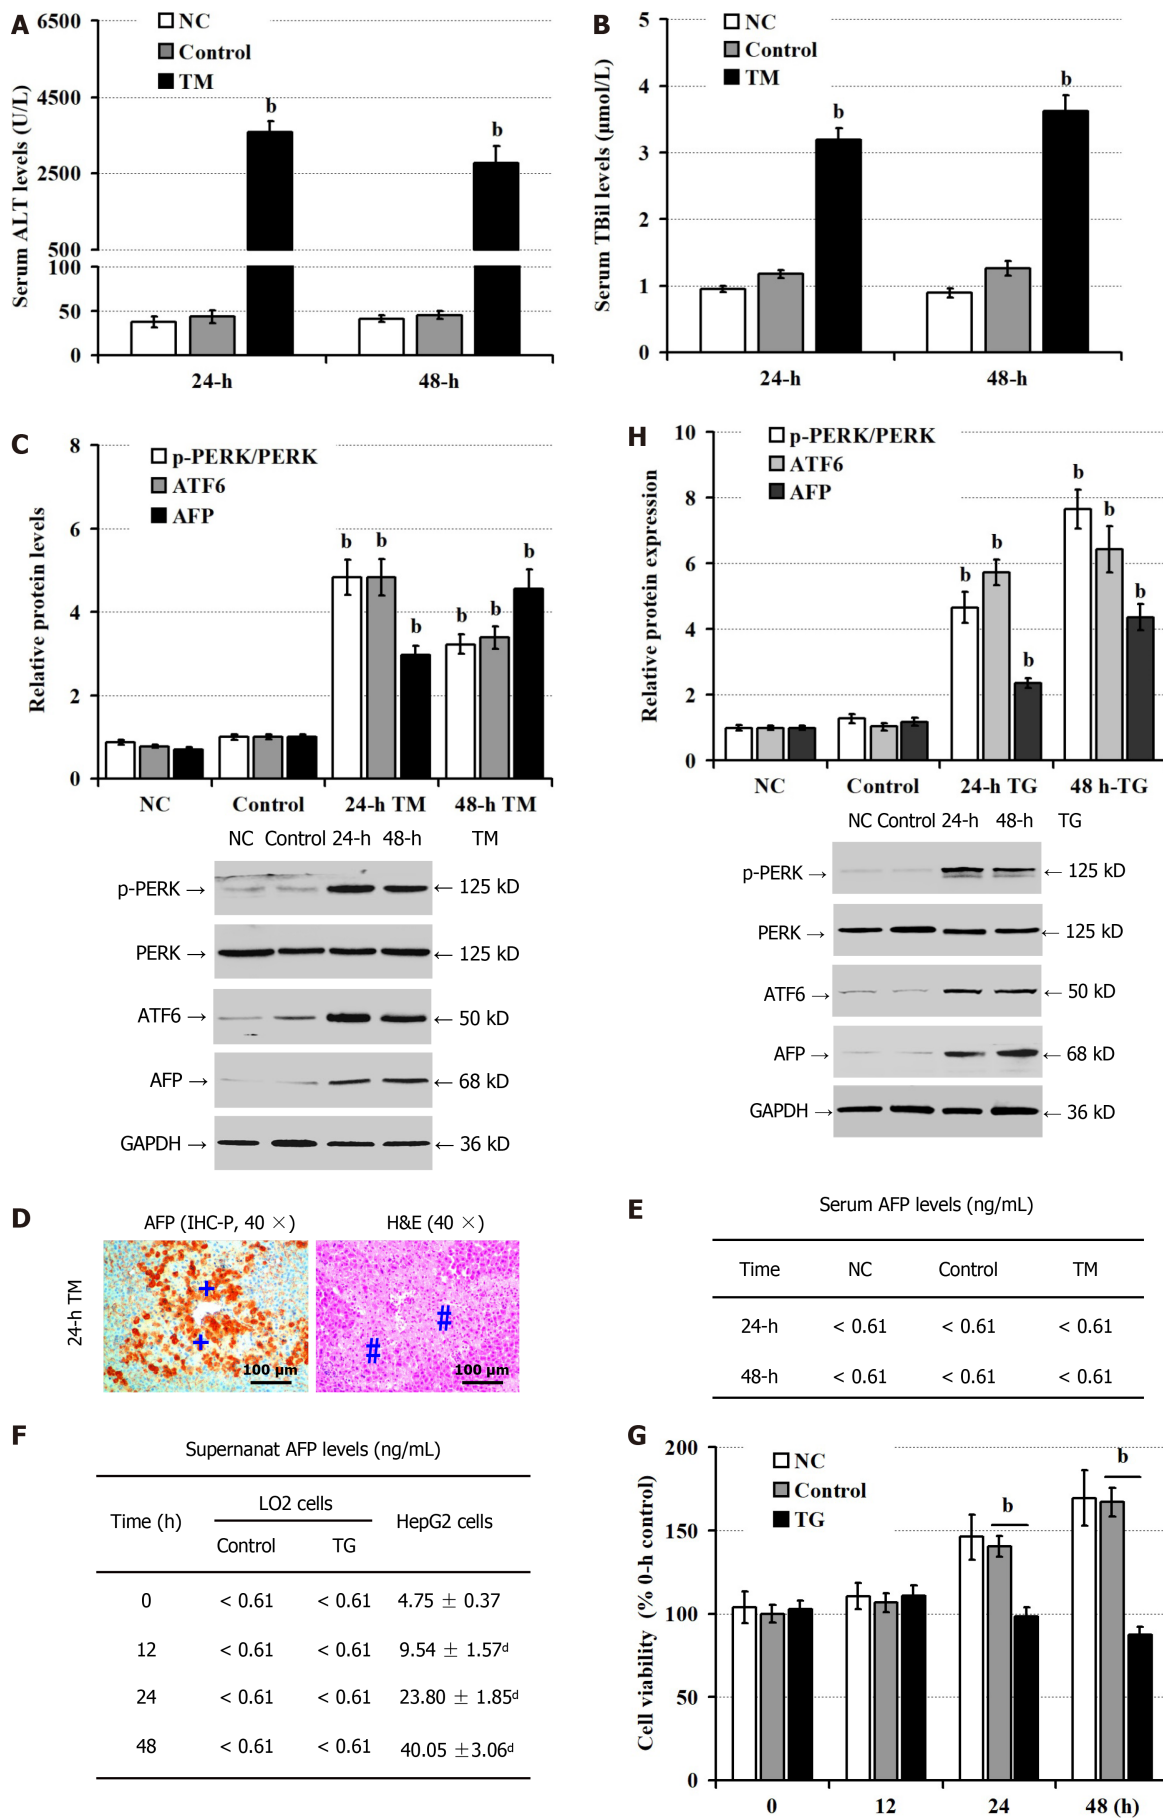 A
6500
4500
2500
500
100
50
0
Serum ALT levels (U/L)
NC
Control
TM
b
b
24-h
48-h
B
5
4
3
2
1
0
Serum TBil levels (μmol/L)
NC
Control
TM
b
b
24-h
48-h
C
8
6
4
2
0
Relative protein levels
p-PERK/PERK
ATF6
AFP
b b b b b b
NC Control 24-h TM 48-h TM
NC Control 24-h 48-h TM
p-PERK → ← 125 kD
PERK → ← 125 kD
ATF6 → ← 50 kD
AFP → ← 68 kD
GAPDH → ← 36 kD
H
10
8
6
4
2
0
Relative protein expression
p-PERK/PERK
ATF6
AFP
b b b b b b
NC Control 24-h TG 48 h-TG
NC Control 24-h 48-h TG
p-PERK → ← 125 kD
PERK → ← 125 kD
ATF6 → ← 50 kD
AFP → ← 68 kD
GAPDH → ← 36 kD
D
AFP (IHC-P, 40 ×) H&E (40 ×)
24-h TM
+
+
100 μm
#
#
100 μm
E
Serum AFP levels (ng/mL)
Time NC Control TM
24-h < 0.61 < 0.61 < 0.61
48-h < 0.61 < 0.61 < 0.61
F
Supernanat AFP levels (ng/mL)
LO2 cells
Time (h) HepG2 cells
Control TG
0 < 0.61 < 0.61 4.75 ± 0.37
12 < 0.61 < 0.61 9.54 ± 1.57ᵈ
24 < 0.61 < 0.61 23.80 ± 1.85ᵈ
48 < 0.61 < 0.61 40.05 ±3.06ᵈ
G
200
150
100
50
0
Cell viability (% 0-h control)
NC
Control
TG
b
b
0 12 24 48 (h)